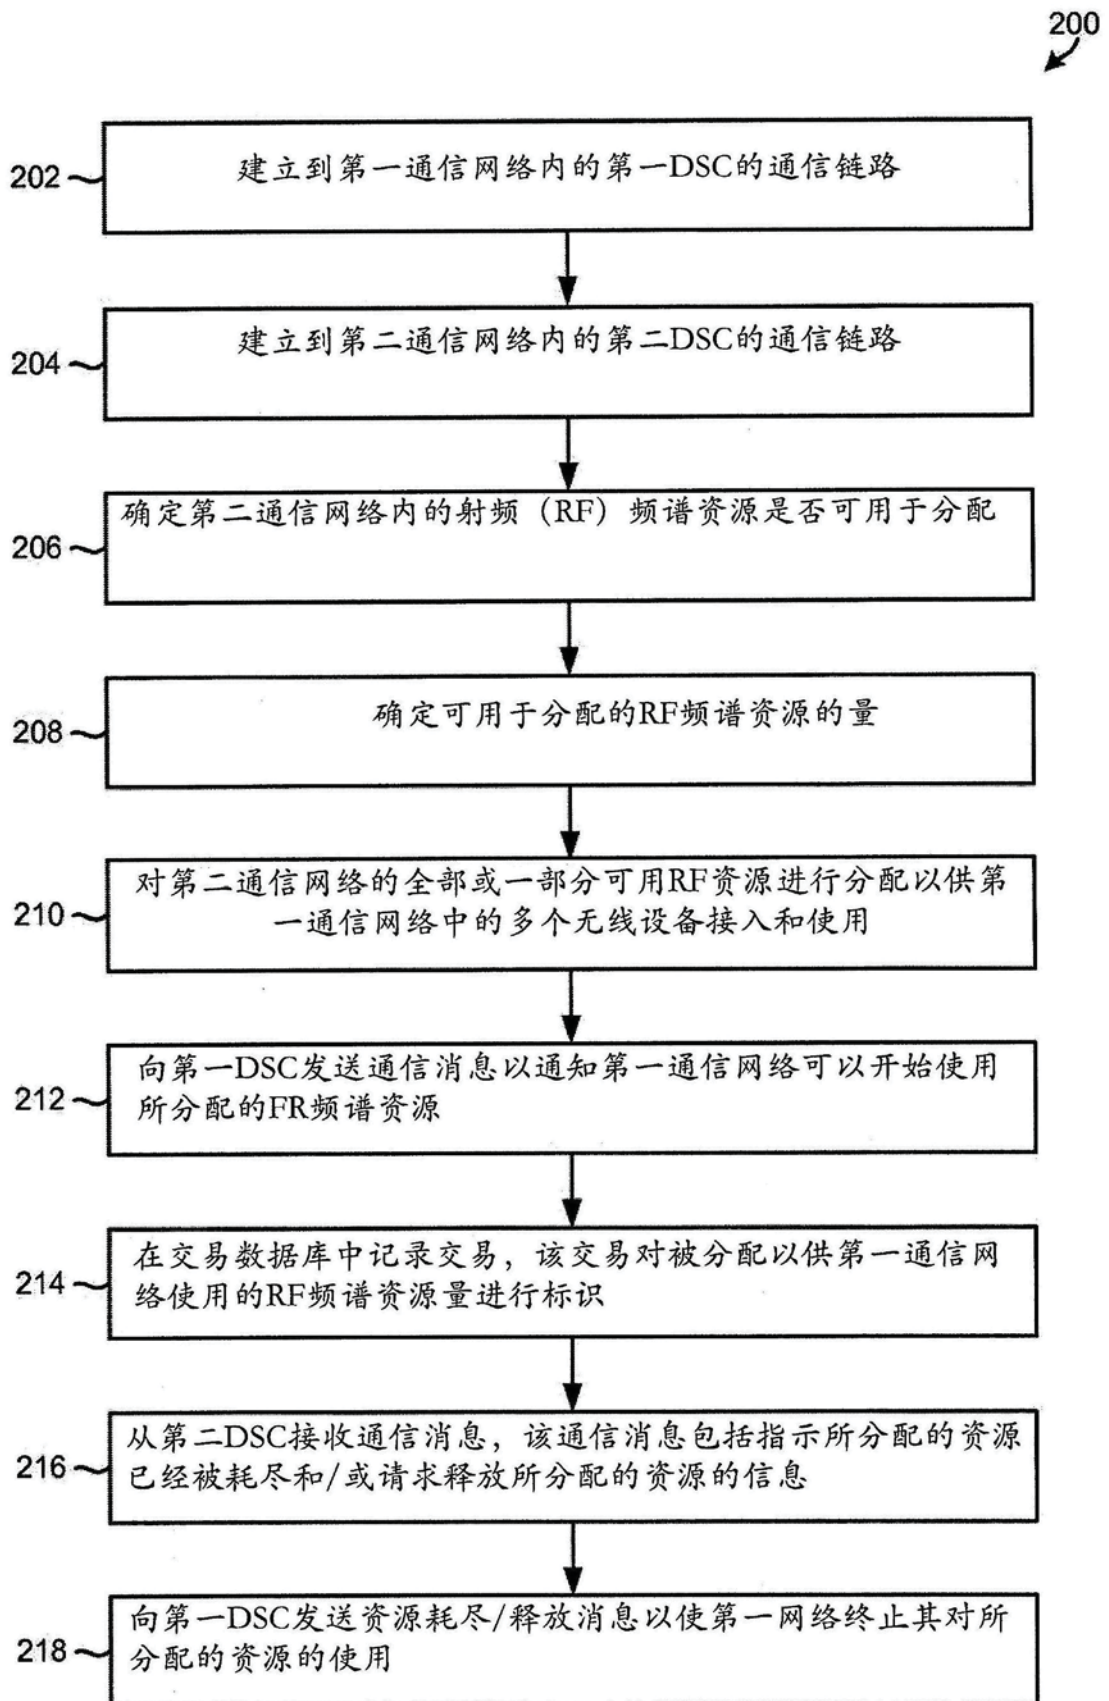 200
202
建立到第一通信网络内的第一DSC的通信链路
204
建立到第二通信网络内的第二DSC的通信链路
206
确定第二通信网络内的射频（RF）频谱资源是否可用于分配
208
确定可用于分配的RF频谱资源的量
210
对第二通信网络的全部或一部分可用RF资源进行分配以供第
一通信网络中的多个无线设备接入和使用
212
向第一DSC发送通信消息以通知第一通信网络可以开始使用
所分配的FR频谱资源
214
在交易数据库中记录交易，该交易对被分配以供第一通信网
络使用的RF频谱资源量进行标识
216
从第二DSC接收通信消息，该通信消息包括指示所分配的资源
已经被耗尽和/或请求释放所分配的资源的信息
218
向第一DSC发送资源耗尽/释放消息以使第一网络终止其对所
分配的资源的使用